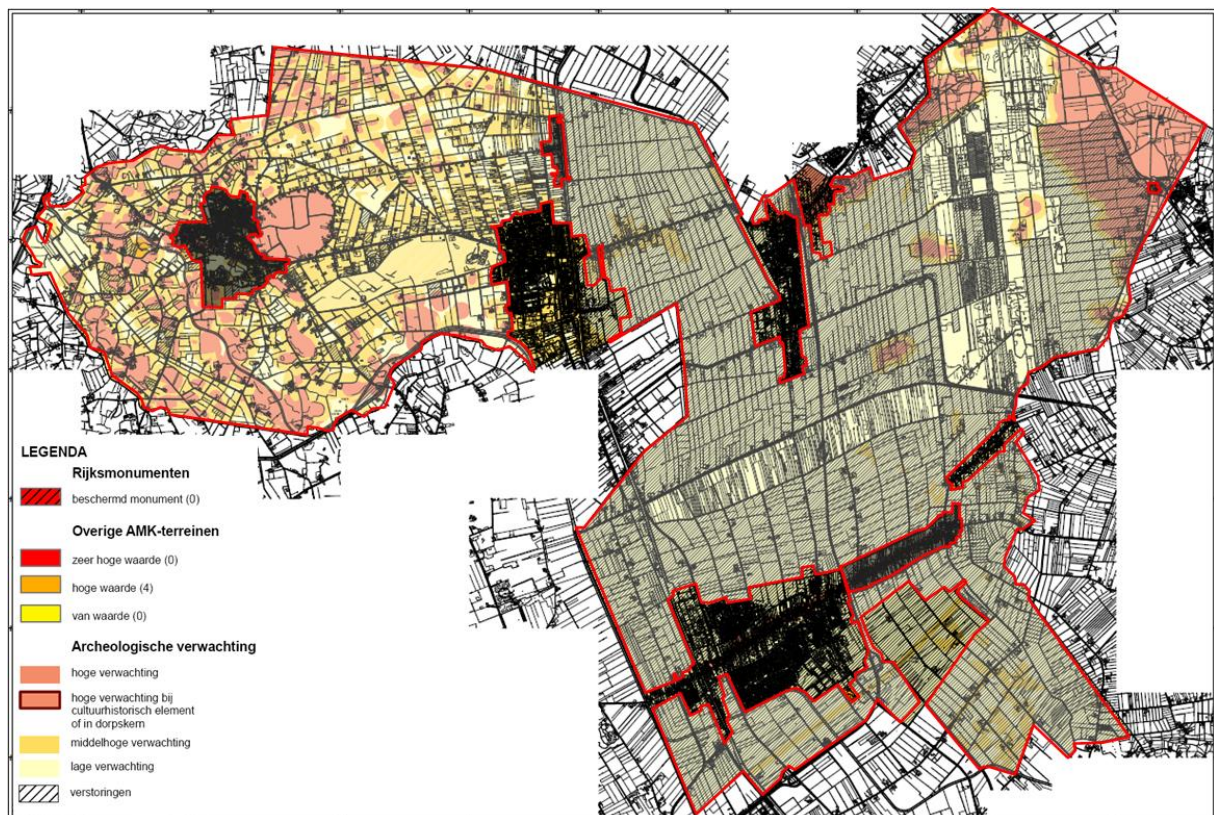 LEGENDA
Rijksmonumenten
beschermd monument (0)
Overige AMK-terreinen
zeer hoge waarde (0)
hoge waarde (4)
van waarde (0)
Archeologische verwachting
hoge verwachting
hoge verwachting bij
cultuurhistorisch element
of in dorpskern
middelhoge verwachting
lage verwachting
verstoringen